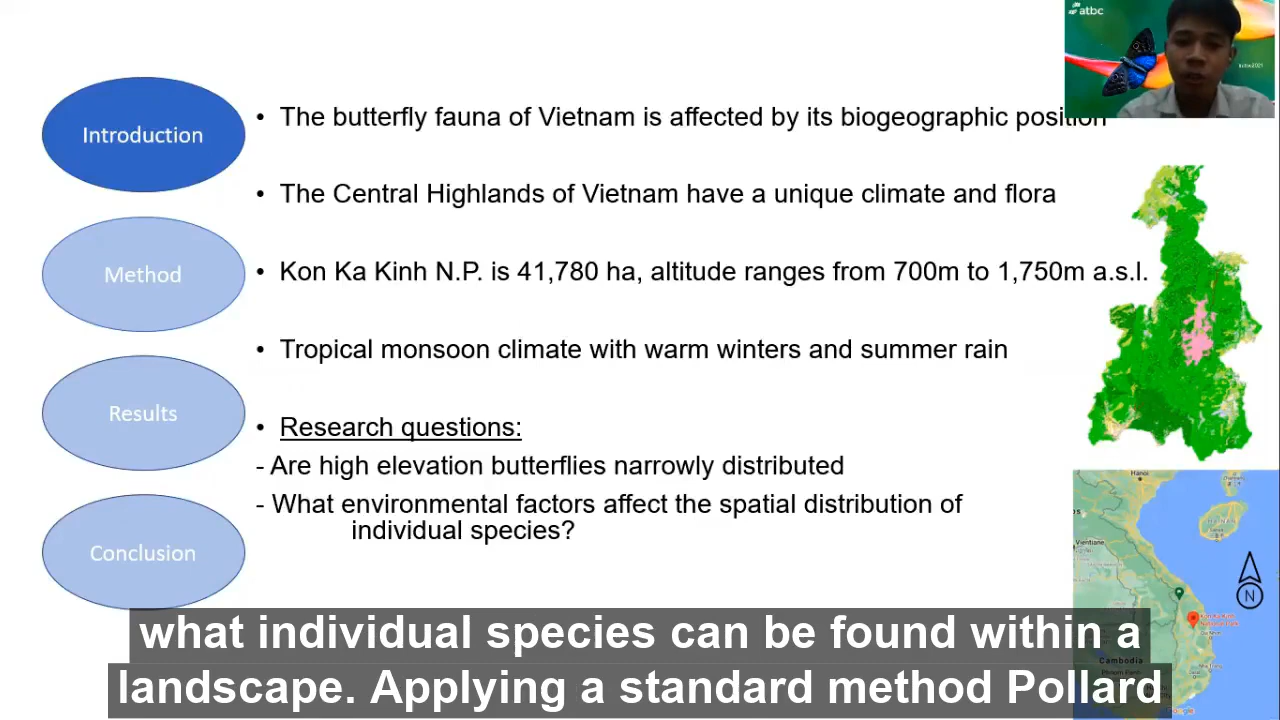 atbc
Introduction
• The butterfly fauna of Vietnam is affected by its biogeographic position
• The Central Highlands of Vietnam have a unique climate and flora
Method
• Kon Ka Kinh N.P. is 41,780 ha, altitude ranges from 700m to 1,750m a.s.l.
• Tropical monsoon climate with warm winters and summer rain
Results
• Research questions:
- Are high elevation butterflies narrowly distributed
- What environmental factors affect the spatial distribution of
individual species?
Conclusion
Hanoi
Vientiane
N
Cambodia
what individual species can be found within a
landscape. Applying a standard method Pollard